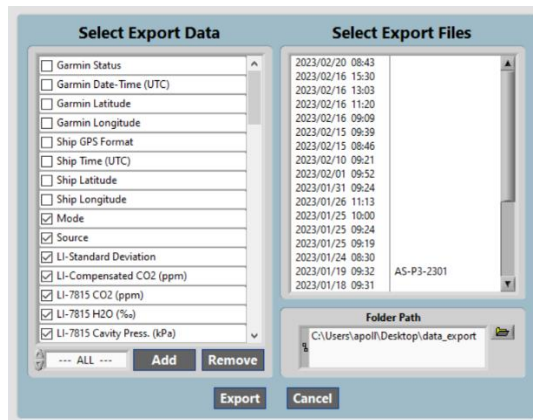 Select Export Data
Garmin Status
Garmin Date-Time (UTC)
Garmin Latitude
Garmin Longitude
Ship GPS Format
Ship Time (UTC)
Ship Latitude
Ship Longitude
Mode
Source
LI-Standard Deviation
LI-Compensated CO2 (ppm)
LI-7815 CO2 (ppm)
LI-7815 H2O (‰)
LI-7815 Cavity Press. (kPa)
--- ALL ---
Add
Remove
Select Export Files
2023/02/20 08:43
2023/02/16 15:30
2023/02/16 13:03
2023/02/16 11:20
2023/02/16 09:09
2023/02/15 09:39
2023/02/15 08:46
2023/02/10 09:21
2023/02/01 09:52
2023/01/31 09:24
2023/01/26 11:13
2023/01/25 10:00
2023/01/25 09:24
2023/01/25 09:19
2023/01/24 08:30
2023/01/19 09:32 AS-P3-2301
2023/01/18 09:31
Folder Path
C:\Users\apoll\Desktop\data_export
Export
Cancel